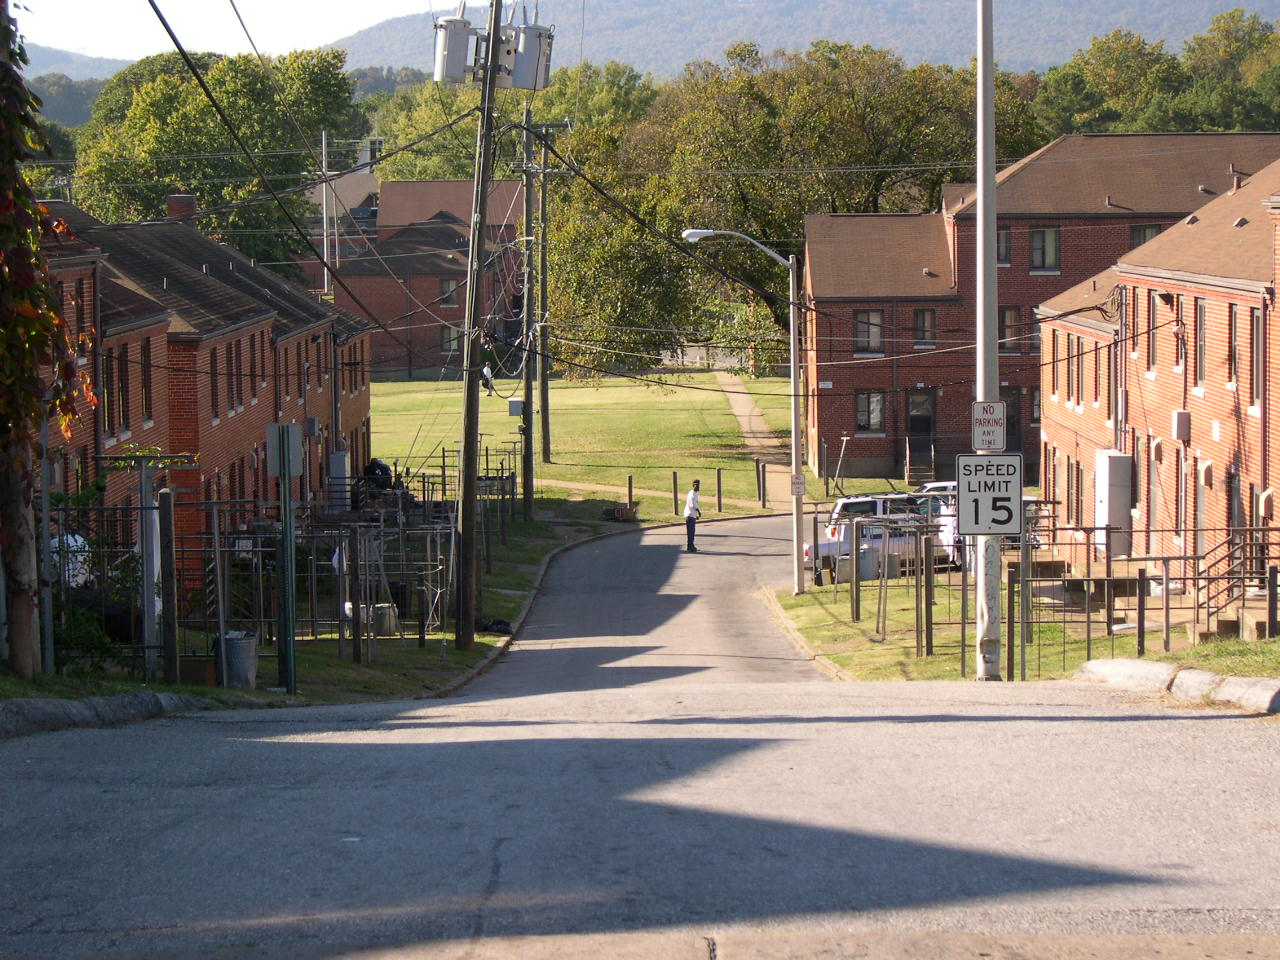 NO
PARKING
ANY
TIME
SPEED
LIMIT
15